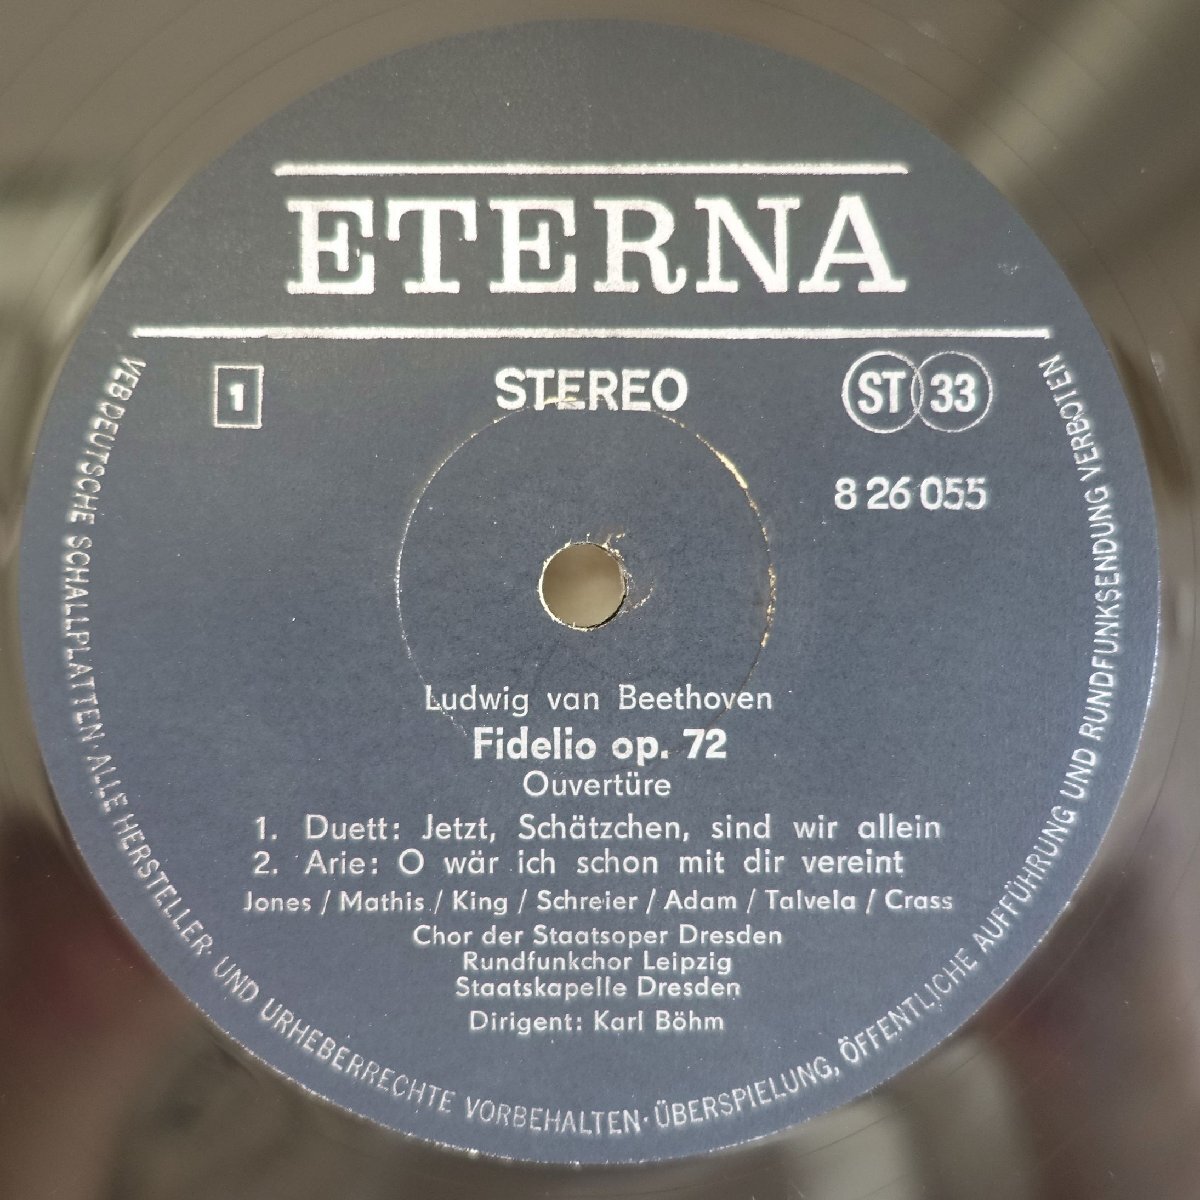 ETERNA
1
STEREO
ST 33
8 26 055
Ludwig van Beethoven
Fidelio op. 72
Ouvertüre
1. Duett: Jetzt, Schätzchen, sind wir allein
2. Arie: O wär ich schon mit dir vereint
Jones / Mathis / King / Schreier / Adam / Talvela / Crass
Chor der Staatsoper Dresden
Rundfunkchor Leipzig
Staatskapelle Dresden
Dirigent: Karl Böhm
VEB DEUTSCHE SCHALLPLATTEN · ALLE HERSTELLER- UND URHEBERRECHTE VORBEHALTEN · ÜBERSPIELUNG, ÖFFENTLICHE AUFFÜHRUNG UND RUNDFUNKSENDUNG VERBOTEN